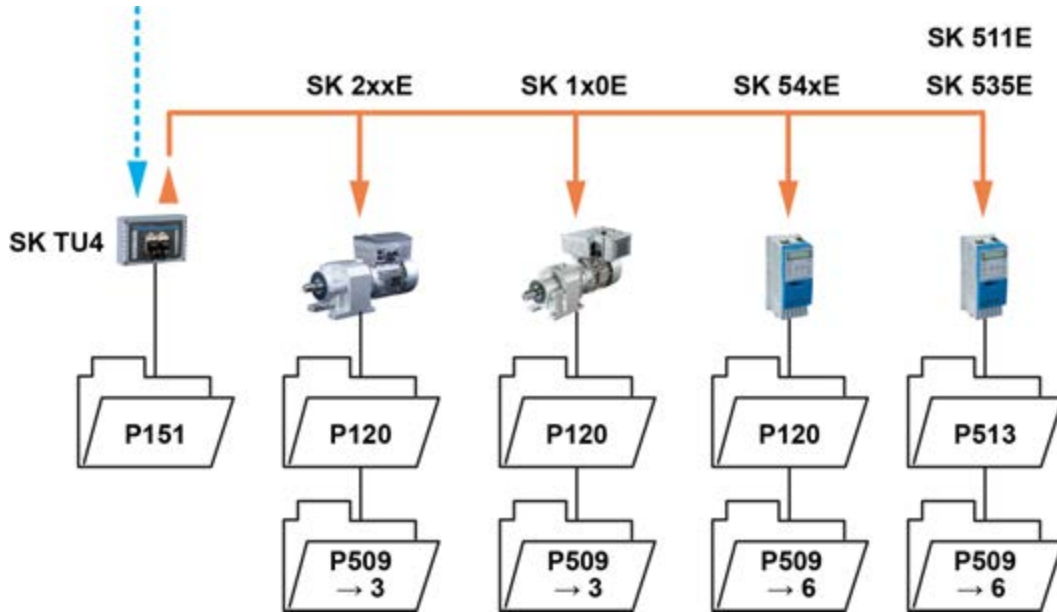 SK 511E
SK 2xxE SK 1x0E SK 54xE SK 535E
SK TU4
P151 P120 P120 P120 P513
P509 P509 P509 P509
→ 3 → 3 → 6 → 6